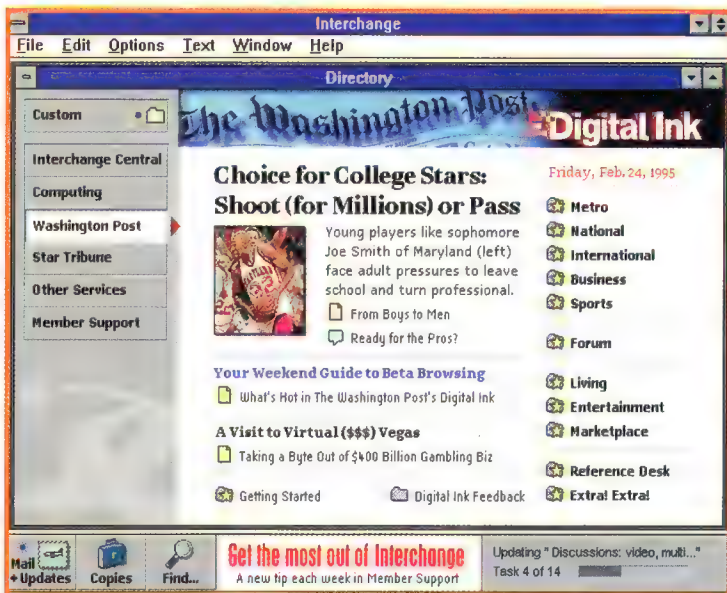 Interchange
File Edit Options Text Window Help
Directory
Custom
Interchange Central
Computing
Washington Post
Star Tribune
Other Services
Member Support
The Washington Post
Digital Ink
Friday, Feb. 24, 1995
Choice for College Stars:
Shoot (for Millions) or Pass
Young players like sophomore
Joe Smith of Maryland (left)
face adult pressures to leave
school and turn professional.
From Boys to Men
Ready for the Pros?
Your Weekend Guide to Beta Browsing
What's Hot in The Washington Post's Digital Ink
A Visit to Virtual ($$$) Vegas
Taking a Byte Out of $400 Billion Gambling Biz
Getting Started
Digital Ink Feedback
Metro
National
International
Business
Sports
Forum
Living
Entertainment
Marketplace
Reference Desk
Extra! Extra!
Mail
+Updates
Copies
Find...
Get the most out of Interchange
A new tip each week in Member Support
Updating "Discussions: video, multi..."
Task 4 of 14